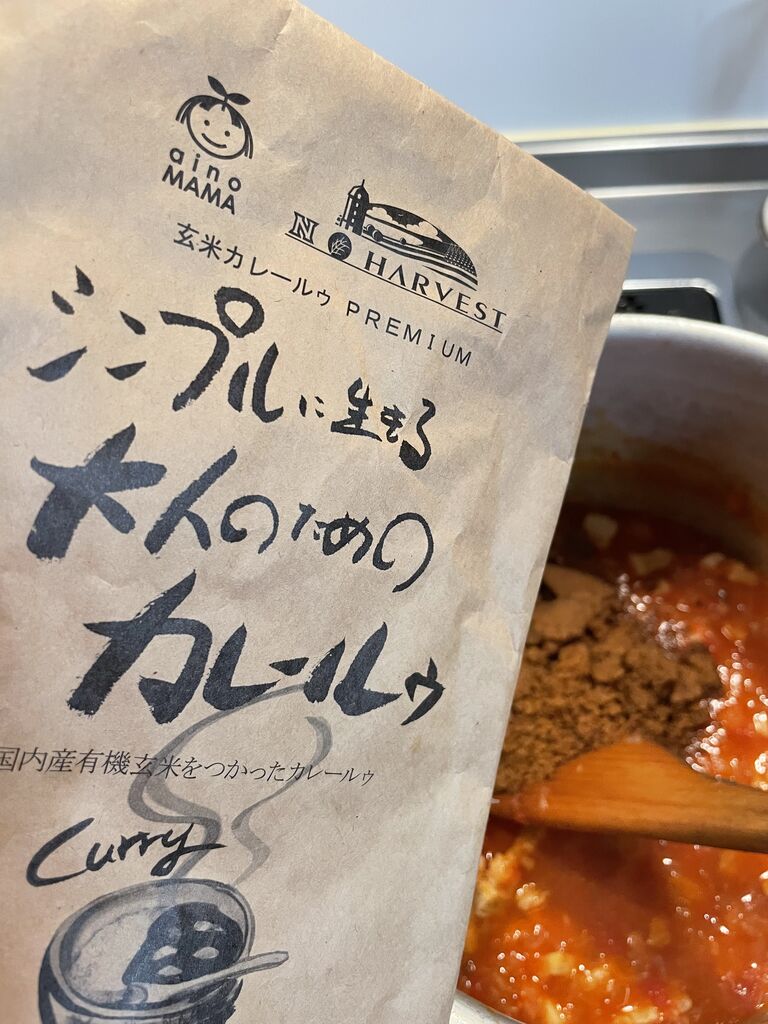 aino
MAMA
N HARVEST
玄米カレールゥ PREMIUM
シンプルに生きる
大人のための
カレールゥ
国内産有機玄米をつかったカレールゥ
Curry